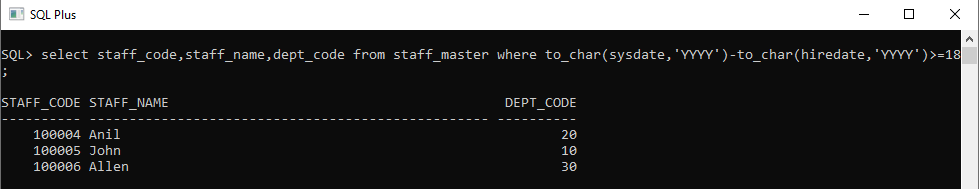 SQL Plus
SQL> select staff_code,staff_name,dept_code from staff_master where to_char(sysdate,'YYYY')-to_char(hiredate,'YYYY')>=18
;
STAFF_CODE STAFF_NAME                                         DEPT_CODE
---------- -------------------------------------------------- ----------
    100004 Anil                                                       20
    100005 John                                                       10
    100006 Allen                                                      30